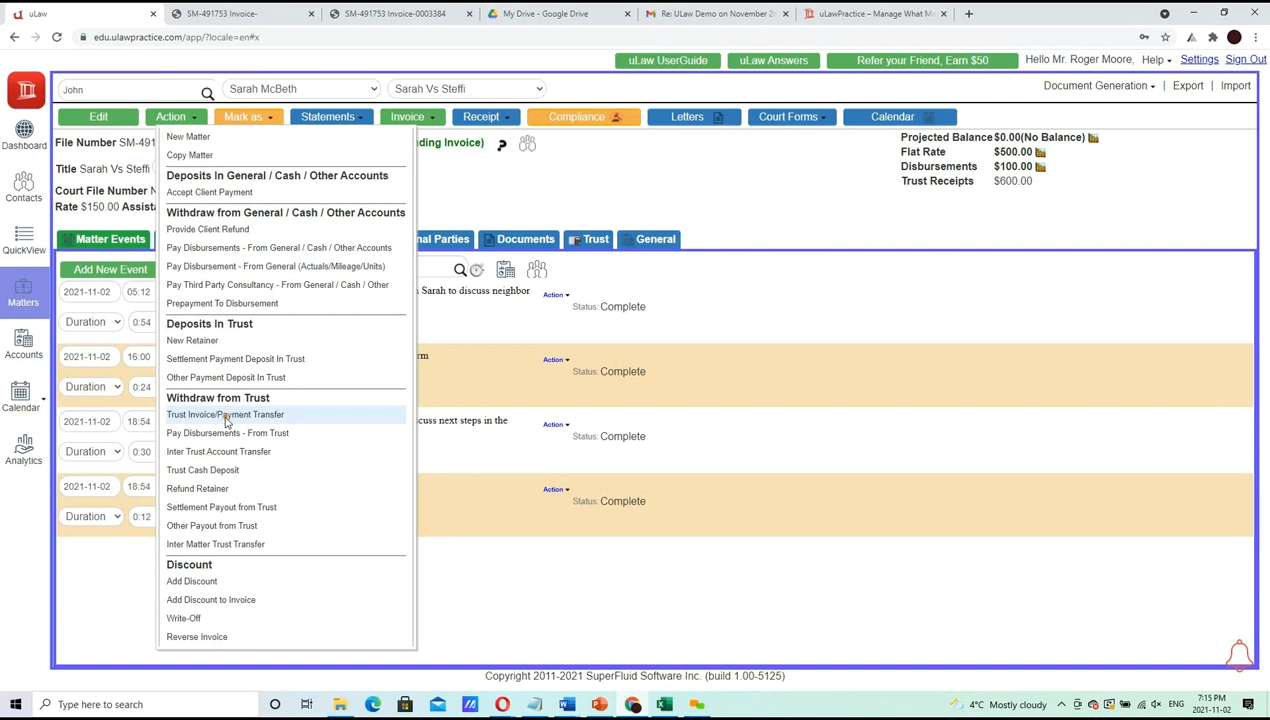 uLaw
SM-491753 Invoice-
SM-491753 Invoice-0003384
My Drive - Google Drive
Re: ULaw Demo on November 2
uLawPractice – Manage What Ma
edu.ulawpractice.com/app/?locale=en#x
uLaw UserGuide
uLaw Answers
Refer your Friend, Earn $50
Hello Mr. Roger Moore, Help
Settings
Sign Out
John
Sarah McBeth
Sarah Vs Steffi
Document Generation
Export
Import
Edit
Action
Mark as
Statements
Invoice
Receipt
Compliance
Letters
Court Forms
Calendar
File Number SM-491
ding Invoice)
Title Sarah Vs Steffi
Court File Number N
Rate $150.00 Assist
Projected Balance $0.00(No Balance)
Flat Rate $500.00
Disbursements $100.00
Trust Receipts $600.00
Dashboard
Contacts
QuickView
Matters
Accounts
Calendar
Analytics
New Matter
Copy Matter
Deposits In General / Cash / Other Accounts
Accept Client Payment
Withdraw from General / Cash / Other Accounts
Provide Client Refund
Pay Disbursements - From General / Cash / Other Accounts
Pay Disbursement - From General (Actuals/Mileage/Units)
Pay Third Party Consultancy - From General / Cash / Other
Prepayment To Disbursement
Deposits In Trust
New Retainer
Settlement Payment Deposit In Trust
Other Payment Deposit In Trust
Withdraw from Trust
Trust Invoice/Payment Transfer
Pay Disbursements - From Trust
Inter Trust Account Transfer
Trust Cash Deposit
Refund Retainer
Settlement Payout from Trust
Other Payout from Trust
Inter Matter Trust Transfer
Discount
Add Discount
Add Discount to Invoice
Write-Off
Reverse Invoice
Matter Events
nal Parties
Documents
Trust
General
Add New Event
2021-11-02 05:12
Sarah to discuss neighbor
Action
Status: Complete
Duration 0:54
2021-11-02 16:00
rm
Action
Status: Complete
Duration 0:24
2021-11-02 18:54
cuss next steps in the
Action
Status: Complete
Duration 0:30
2021-11-02 18:54
Action
Status: Complete
Duration 0:12
Copyright 2011-2021 SuperFluid Software Inc. (build 1.00-5125)
Type here to search
4°C Mostly cloudy
ENG
7:15 PM
2021-11-02